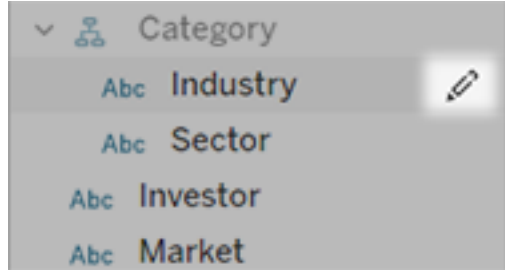 Category
Abc Industry
Abc Sector
Abc Investor
Abc Market